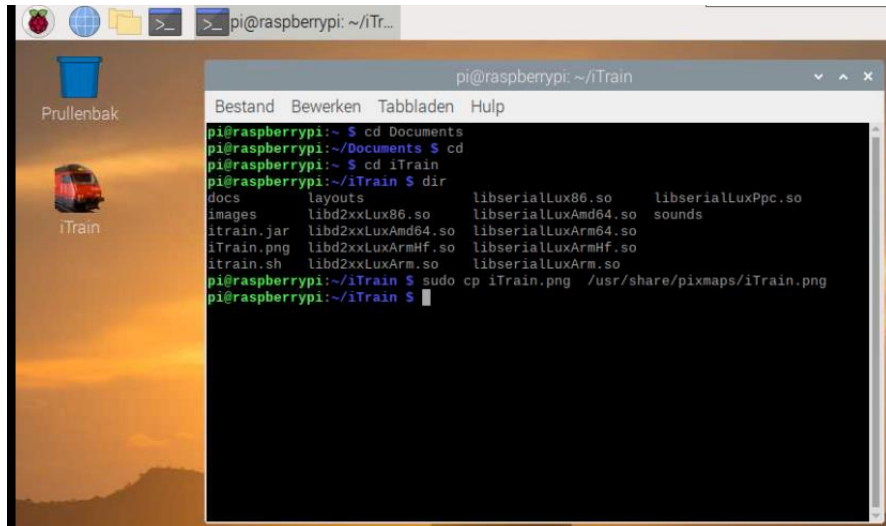 pi@raspberrypi: ~/iTr...
pi@raspberrypi: ~/iTrain
Prullenbak
iTrain
Bestand Bewerken Tabbladen Hulp
pi@raspberrypi:~ $ cd Documents
pi@raspberrypi:~/Documents $ cd
pi@raspberrypi:~ $ cd iTrain
pi@raspberrypi:~/iTrain $ dir
docs layouts libserialLux86.so libserialLuxPpc.so
images libd2xxLux86.so libserialLuxAmd64.so sounds
itrain.jar libd2xxLuxAmd64.so libserialLuxArm64.so
iTrain.png libd2xxLuxArmHf.so libserialLuxArmHf.so
itrain.sh libd2xxLuxArm.so libserialLuxArm.so
pi@raspberrypi:~/iTrain $ sudo cp iTrain.png /usr/share/pixmaps/iTrain.png
pi@raspberrypi:~/iTrain $